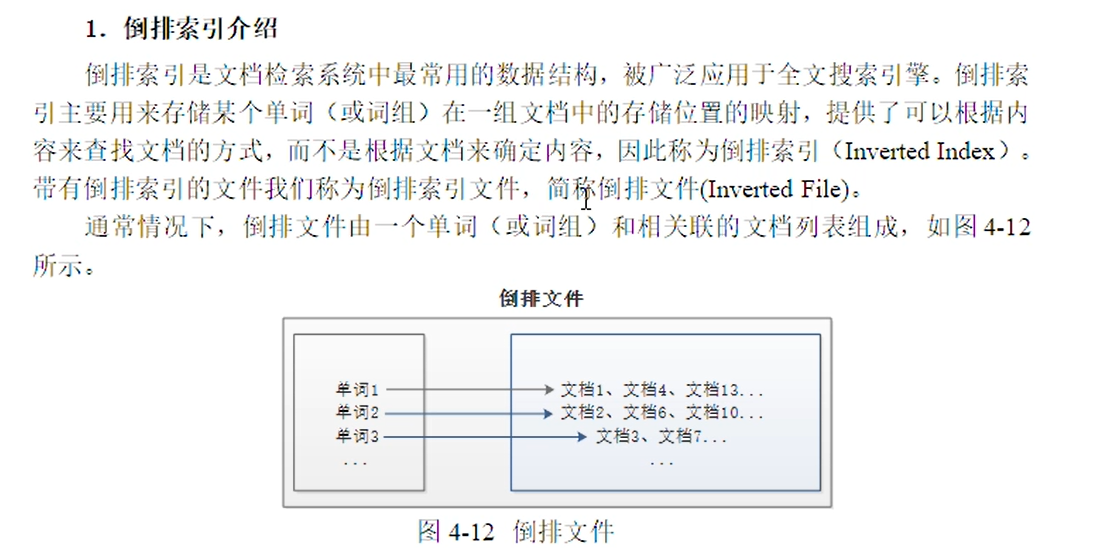 1．倒排索引介绍
倒排索引是文档检索系统中最常用的数据结构，被广泛应用于全文搜索引擎。倒排索
引主要用来存储某个单词（或词组）在一组文档中的存储位置的映射，提供了可以根据内
容来查找文档的方式，而不是根据文档来确定内容，因此称为倒排索引（Inverted Index）。
带有倒排索引的文件我们称为倒排索引文件，简称倒排文件(Inverted File)。
通常情况下，倒排文件由一个单词（或词组）和相关联的文档列表组成，如图 4-12
所示。
倒排文件
单词1 文档1、文档4、文档13...
单词2 文档2、文档6、文档10...
单词3 文档3、文档7...
... ...
图 4-12 倒排文件